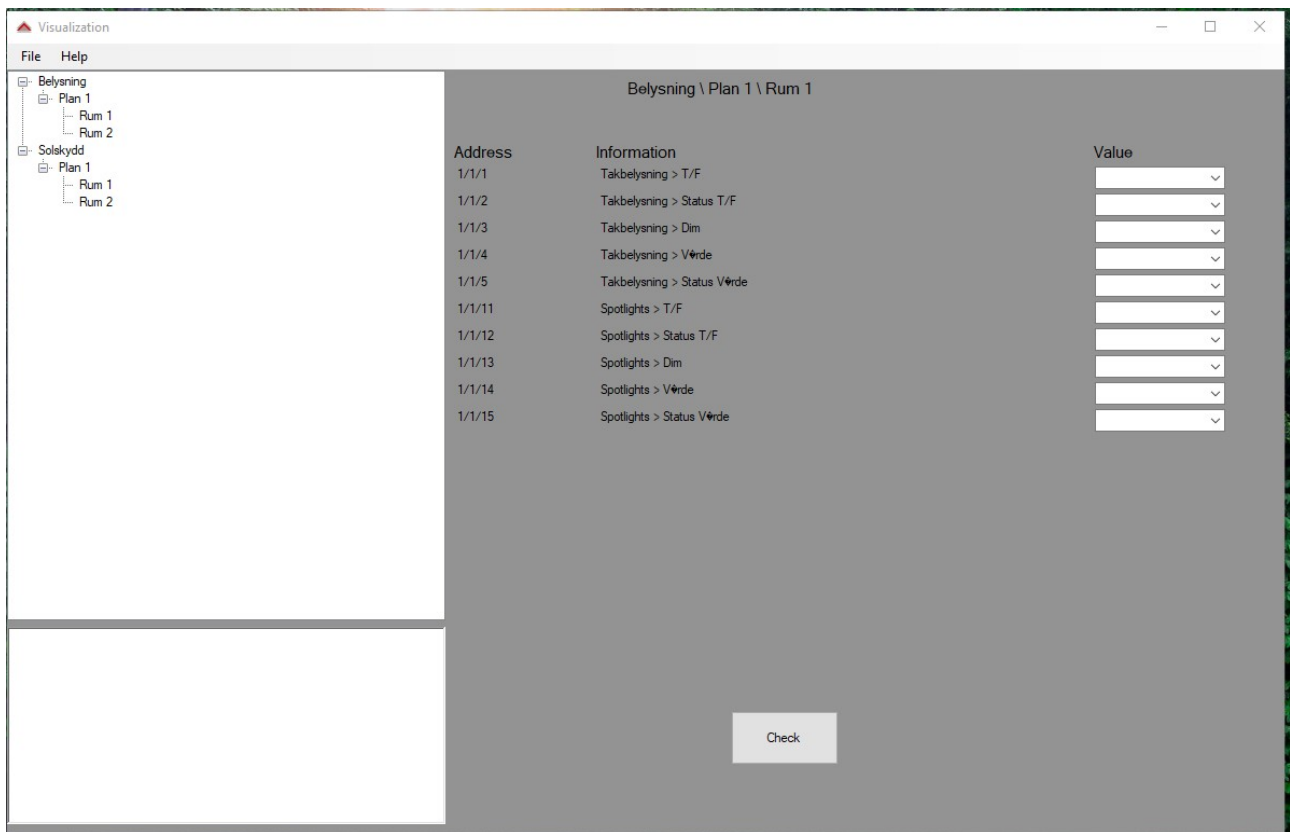 Visualization
File Help
Belysning
Plan 1
Rum 1
Rum 2
Solskydd
Plan 1
Rum 1
Rum 2
Belysning \ Plan 1 \ Rum 1
Address Information Value
1/1/1 Takbelysning > T/F
1/1/2 Takbelysning > Status T/F
1/1/3 Takbelysning > Dim
1/1/4 Takbelysning > V�rde
1/1/5 Takbelysning > Status V�rde
1/1/11 Spotlights > T/F
1/1/12 Spotlights > Status T/F
1/1/13 Spotlights > Dim
1/1/14 Spotlights > V�rde
1/1/15 Spotlights > Status V�rde
Check